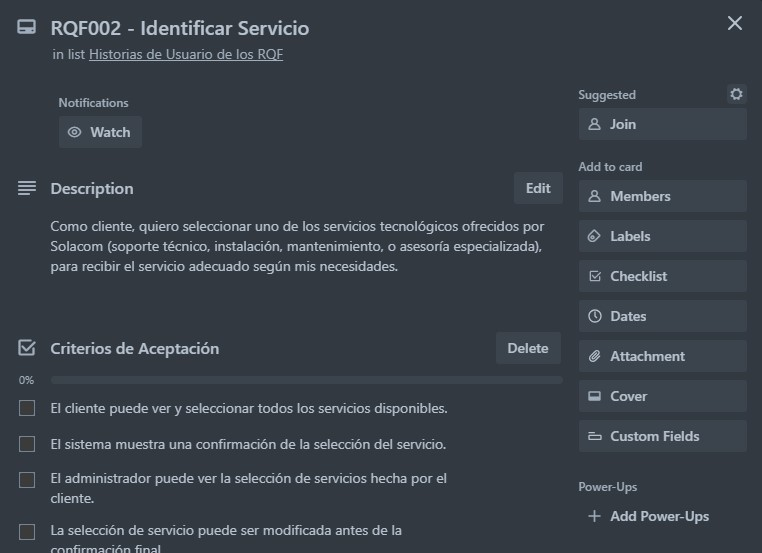 RQF002 - Identificar Servicio
in list Historias de Usuario de los RQF
Notifications
Watch
Description
Edit
Como cliente, quiero seleccionar uno de los servicios tecnológicos ofrecidos por
Solacom (soporte técnico, instalación, mantenimiento, o asesoría especializada),
para recibir el servicio adecuado según mis necesidades.
Criterios de Aceptación
Delete
0%
El cliente puede ver y seleccionar todos los servicios disponibles.
El sistema muestra una confirmación de la selección del servicio.
El administrador puede ver la selección de servicios hecha por el
cliente.
La selección de servicio puede ser modificada antes de la
confirmación final.
Suggested
Join
Add to card
Members
Labels
Checklist
Dates
Attachment
Cover
Custom Fields
Power-Ups
Add Power-Ups